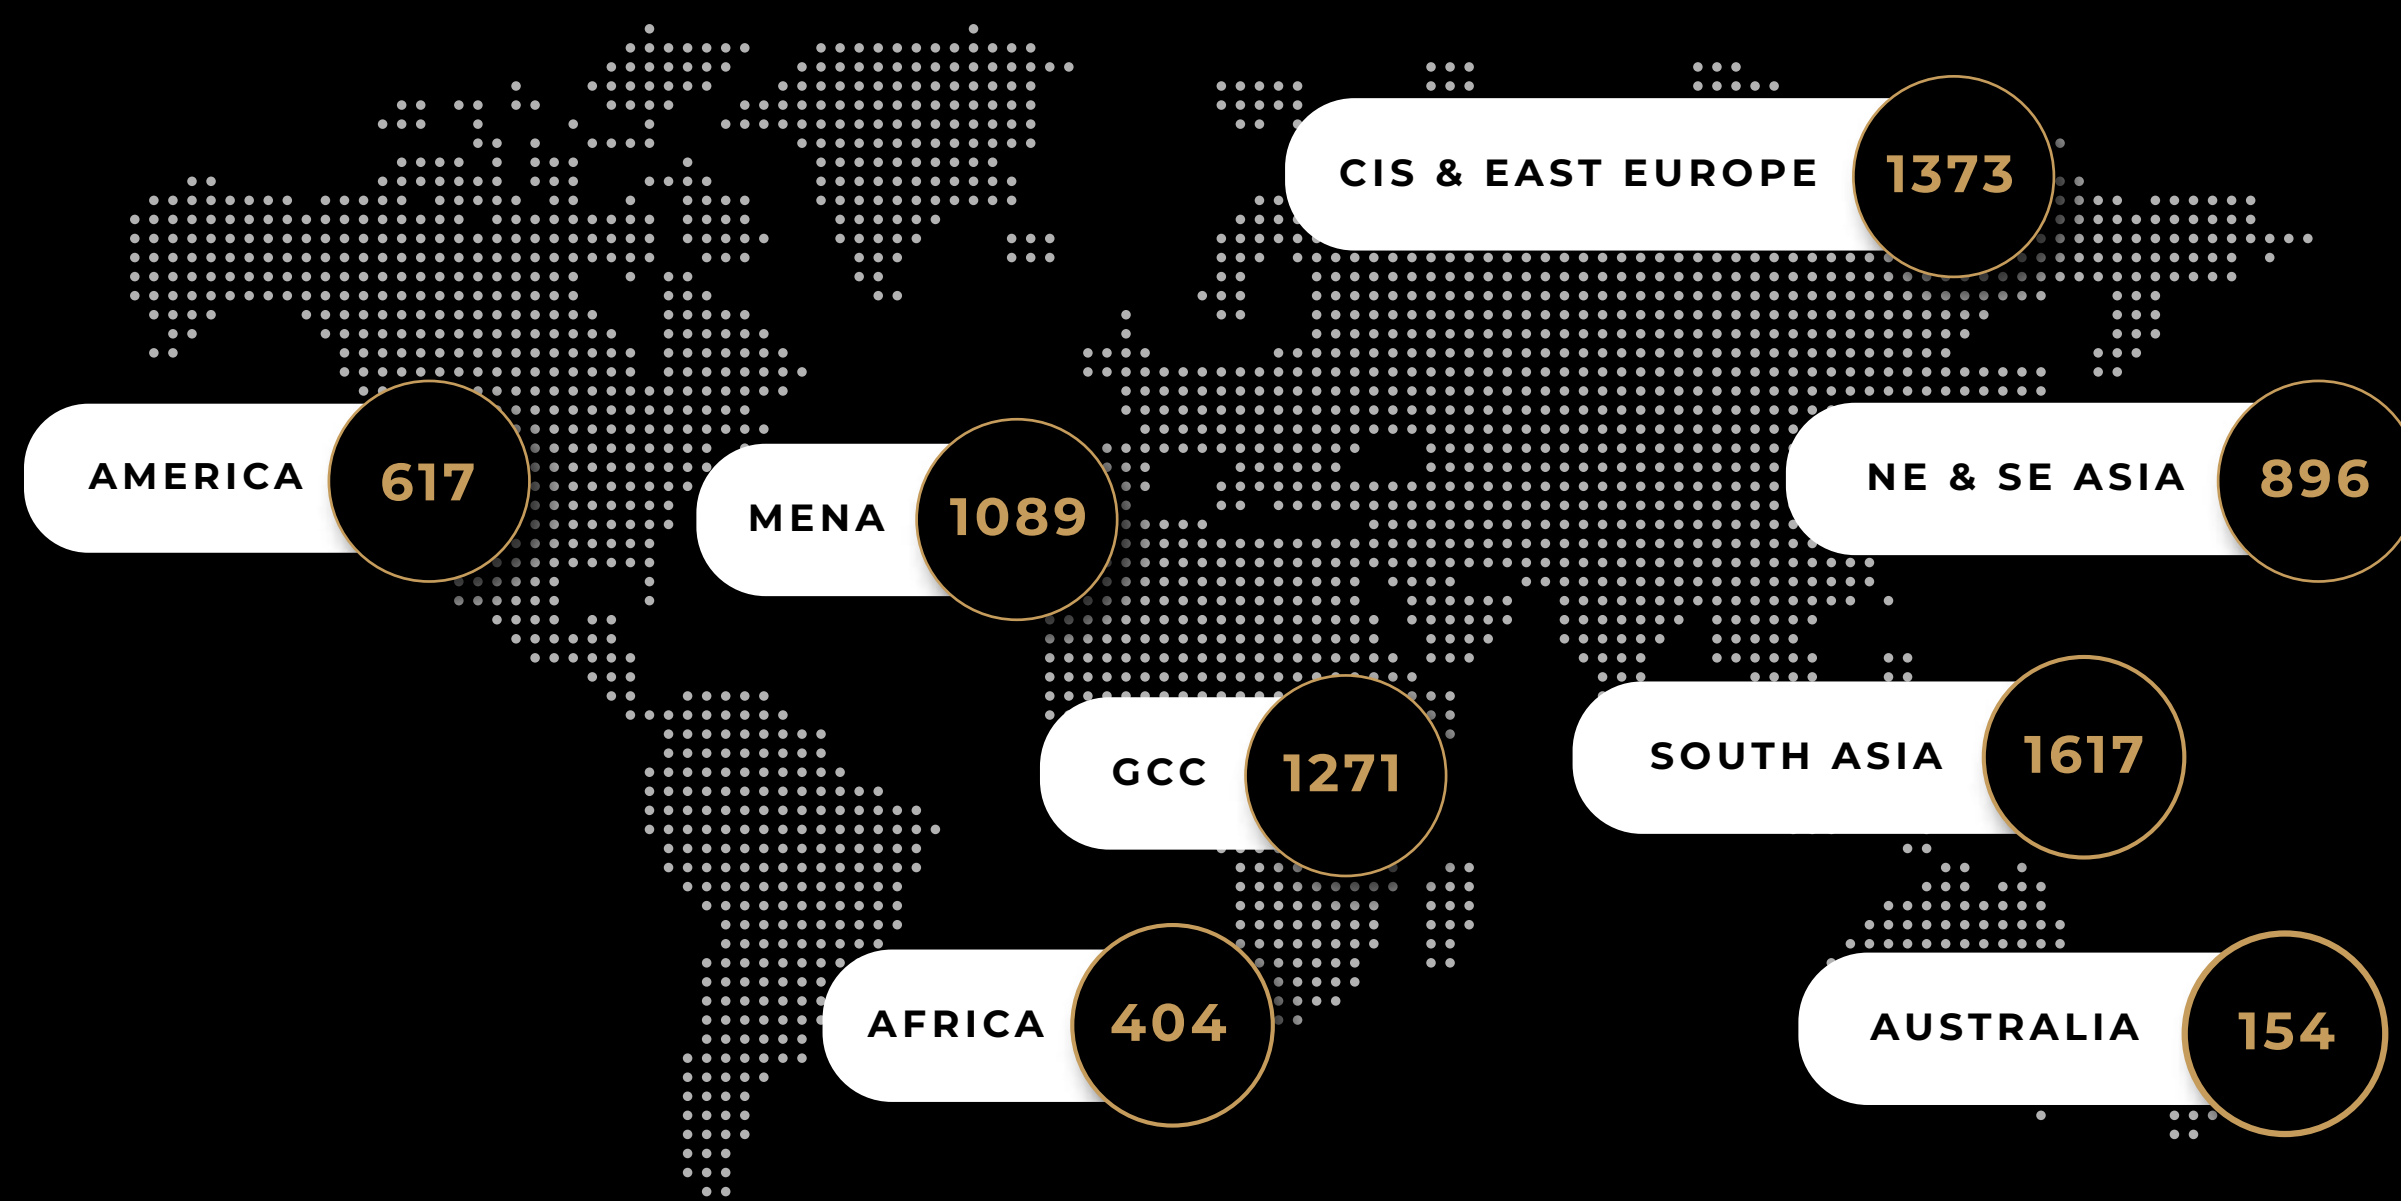 CIS & EAST EUROPE 1373
AMERICA 617
MENA 1089
NE & SE ASIA 896
GCC 1271
SOUTH ASIA 1617
AFRICA 404
AUSTRALIA 154